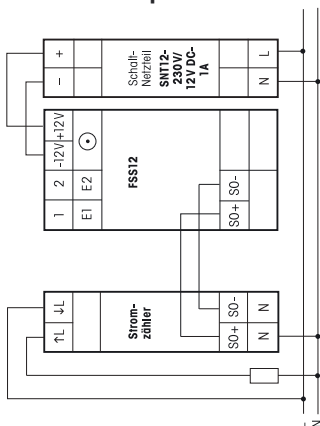 +
−
Schalt-
Netzteil
SNT12-
230V/
12V DC-
1A
L
N
-12V
+12V
2
E2
1
E1
FSS12
S0-
S0+
↓L
↑L
Strom-
zähler
S0-
N
S0+
N
N